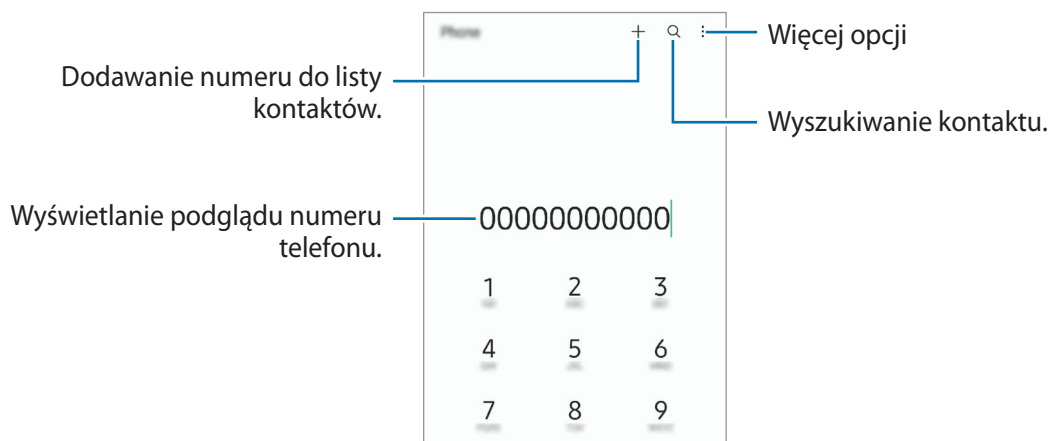 Phone
Więcej opcji
Dodawanie numeru do listy
kontaktów.
Wyszukiwanie kontaktu.
Wyświetlanie podglądu numeru
telefonu.
00000000000
1 2 3
4 5 6
7 8 9